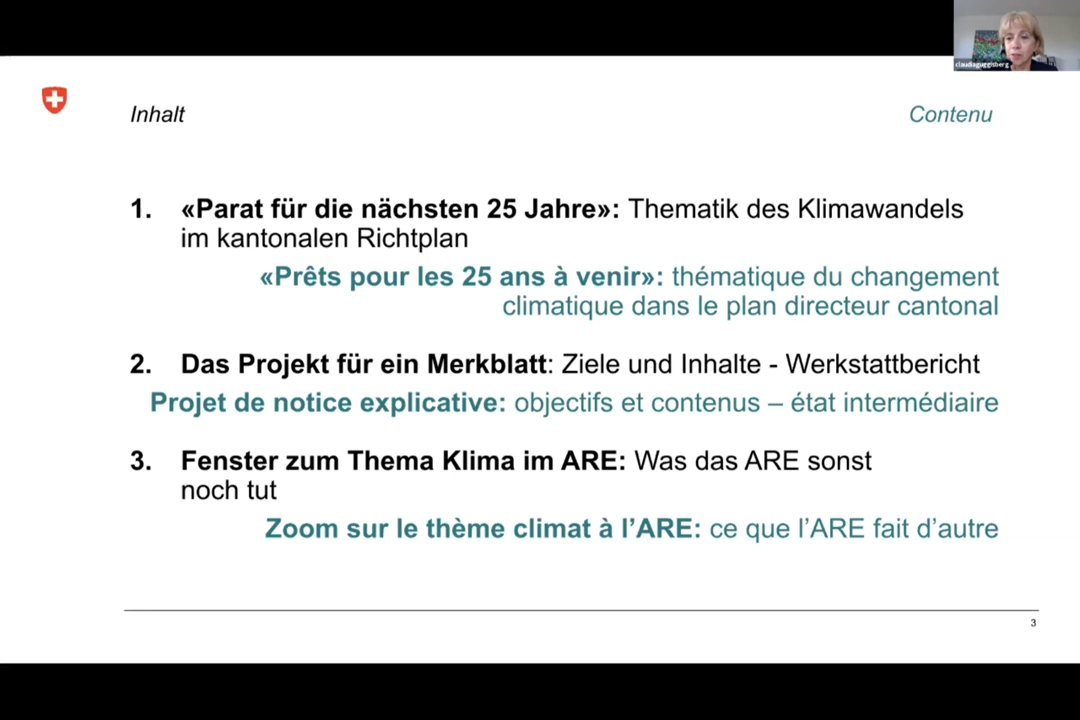 claudiaguggisberg
Inhalt
Contenu
1. «Parat für die nächsten 25 Jahre»: Thematik des Klimawandels
im kantonalen Richtplan
«Prêts pour les 25 ans à venir»: thématique du changement
climatique dans le plan directeur cantonal
2. Das Projekt für ein Merkblatt: Ziele und Inhalte - Werkstattbericht
Projet de notice explicative: objectifs et contenus – état intermédiaire
3. Fenster zum Thema Klima im ARE: Was das ARE sonst
noch tut
Zoom sur le thème climat à l’ARE: ce que l’ARE fait d’autre
3